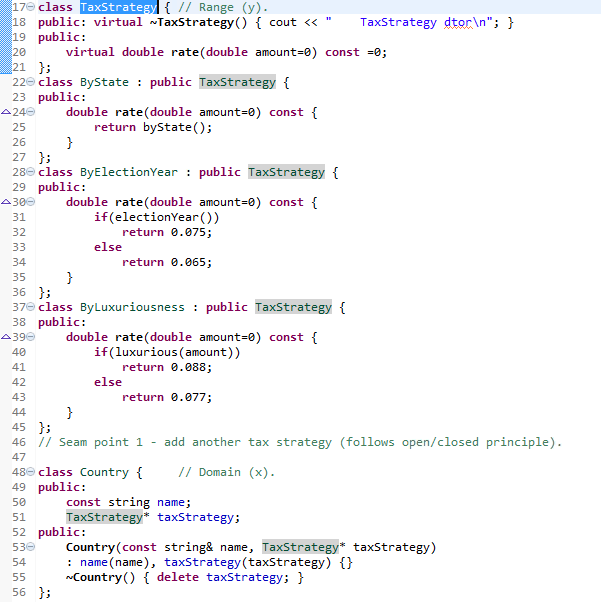 17 class TaxStrategy { // Range (y).
18 public: virtual ~TaxStrategy() { cout << "    TaxStrategy dtor\n"; }
19 public:
20     virtual double rate(double amount=0) const =0;
21 };
22 class ByState : public TaxStrategy {
23 public:
24     double rate(double amount=0) const {
25         return byState();
26     }
27 };
28 class ByElectionYear : public TaxStrategy {
29 public:
30     double rate(double amount=0) const {
31         if(electionYear())
32             return 0.075;
33         else
34             return 0.065;
35     }
36 };
37 class ByLuxuriousness : public TaxStrategy {
38 public:
39     double rate(double amount=0) const {
40         if(luxurious(amount))
41             return 0.088;
42         else
43             return 0.077;
44     }
45 };
46 // Seam point 1 - add another tax strategy (follows open/closed principle).
47
48 class Country {     // Domain (x).
49 public:
50     const string name;
51     TaxStrategy* taxStrategy;
52 public:
53     Country(const string& name, TaxStrategy* taxStrategy)
54     : name(name), taxStrategy(taxStrategy) {}
55     ~Country() { delete taxStrategy; }
56 };